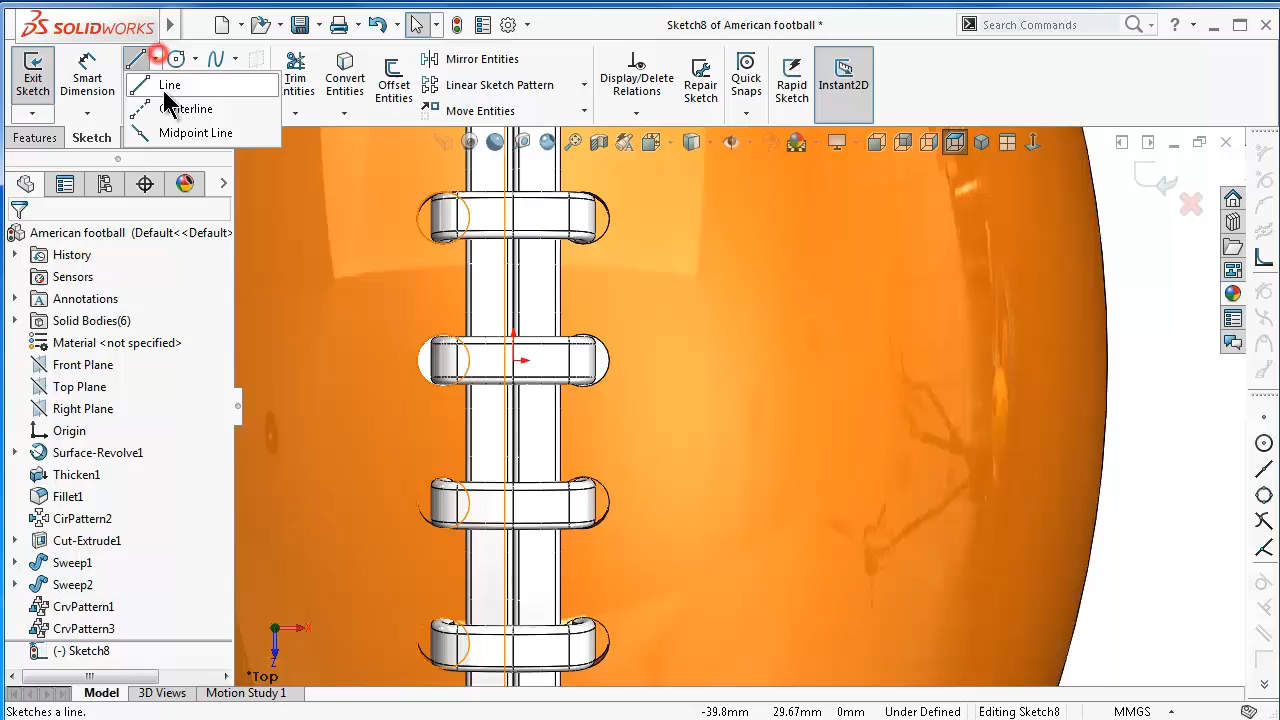 SOLIDWORKS
Sketch8 of American football *
Search Commands
?
Exit Sketch
Smart Dimension
Line
Midpoint Line
Trim Entities
Convert Entities
Offset Entities
Mirror Entities
Linear Sketch Pattern
Move Entities
Display/Delete Relations
Repair Sketch
Quick Snaps
Rapid Sketch
Instant2D
Features
Sketch
American football (Default<<Default>
History
Sensors
Annotations
Solid Bodies(6)
Material <not specified>
Front Plane
Top Plane
Right Plane
Origin
Surface-Revolve1
Thicken1
Fillet1
CirPattern2
Cut-Extrude1
Sweep1
Sweep2
CrvPattern1
CrvPattern3
(-) Sketch8
X
Z
*Top
Model
3D Views
Motion Study 1
Sketches a line.
-39.8mm
29.67mm
0mm
Under Defined
Editing Sketch8
MMGS